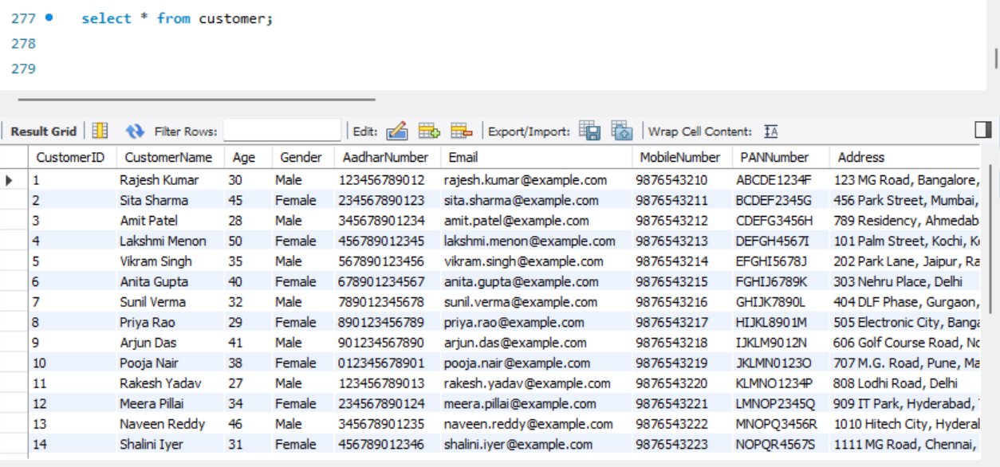 277 select * from customer;
278
279
Result Grid Filter Rows: Edit: Export/Import: Wrap Cell Content: IA
CustomerID CustomerName Age Gender AadharNumber Email MobileNumber PANNumber Address
1 Rajesh Kumar 30 Male 123456789012 rajesh.kumar@example.com 9876543210 ABCDE1234F 123 MG Road, Bangalore,
2 Sita Sharma 45 Female 234567890123 sita.sharma@example.com 9876543211 BCDEF2345G 456 Park Street, Mumbai,
3 Amit Patel 28 Male 345678901234 amit.patel@example.com 9876543212 CDEFG3456H 789 Residency, Ahmedab
4 Lakshmi Menon 50 Female 456789012345 lakshmi.menon@example.com 9876543213 DEFGH4567I 101 Palm Street, Kochi, K
5 Vikram Singh 35 Male 567890123456 vikram.singh@example.com 9876543214 EFGHI5678J 202 Park Lane, Jaipur, Ra
6 Anita Gupta 40 Female 678901234567 anita.gupta@example.com 9876543215 FGHIJ6789K 303 Nehru Place, Delhi
7 Sunil Verma 32 Male 789012345678 sunil.verma@example.com 9876543216 GHIJK7890L 404 DLF Phase, Gurgaon,
8 Priya Rao 29 Female 890123456789 priya.rao@example.com 9876543217 HIJKL8901M 505 Electronic City, Banga
9 Arjun Das 41 Male 901234567890 arjun.das@example.com 9876543218 IJKLM9012N 606 Golf Course Road, No
10 Pooja Nair 38 Female 012345678901 pooja.nair@example.com 9876543219 JKLMN0123O 707 M.G. Road, Pune, Ma
11 Rakesh Yadav 27 Male 123456789013 rakesh.yadav@example.com 9876543220 KLMNO1234P 808 Lodhi Road, Delhi
12 Meera Pillai 34 Female 234567890124 meera.pillai@example.com 9876543221 LMNOP2345Q 909 IT Park, Hyderabad,
13 Naveen Reddy 46 Male 345678901235 naveen.reddy@example.com 9876543222 MNOPQ3456R 1010 Hitech City, Hyderal
14 Shalini Iyer 31 Female 456789012346 shalini.iyer@example.com 9876543223 NOPQR4567S 1111 MG Road, Chennai,